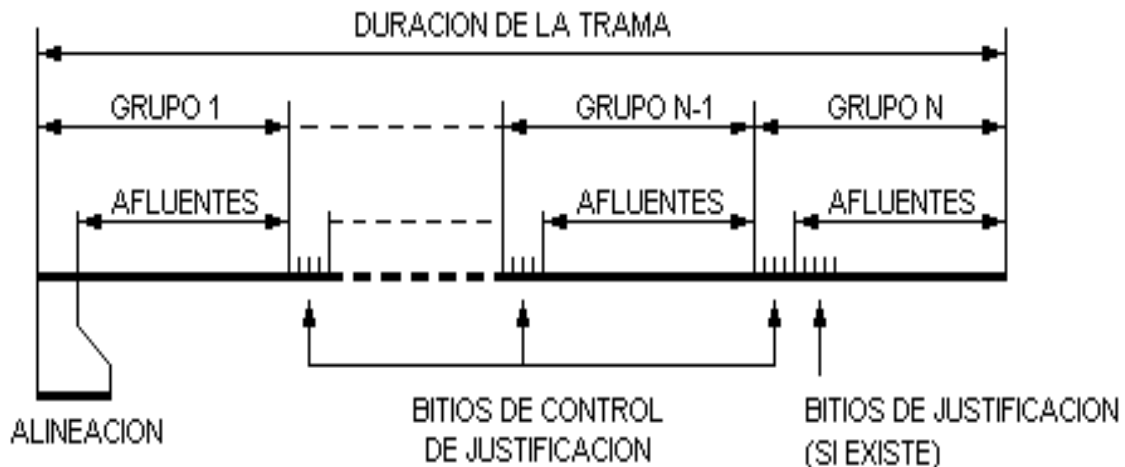 DURACION DE LA TRAMA
GRUPO 1
GRUPO N-1
GRUPO N
AFLUENTES
AFLUENTES
AFLUENTES
ALINEACION
BITIOS DE CONTROL
DE JUSTIFICACION
BITIOS DE JUSTIFICACION
(SI EXISTE)